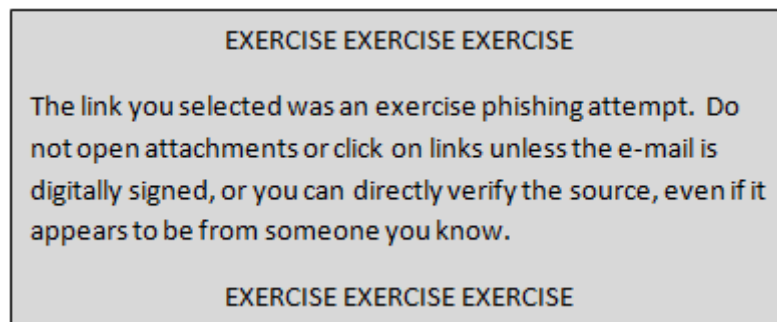 EXERCISE EXERCISE EXERCISE
The link you selected was an exercise phishing attempt.  Do
not open attachments or click on links unless the e-mail is
digitally signed, or you can directly verify the source, even if it
appears to be from someone you know.
EXERCISE EXERCISE EXERCISE